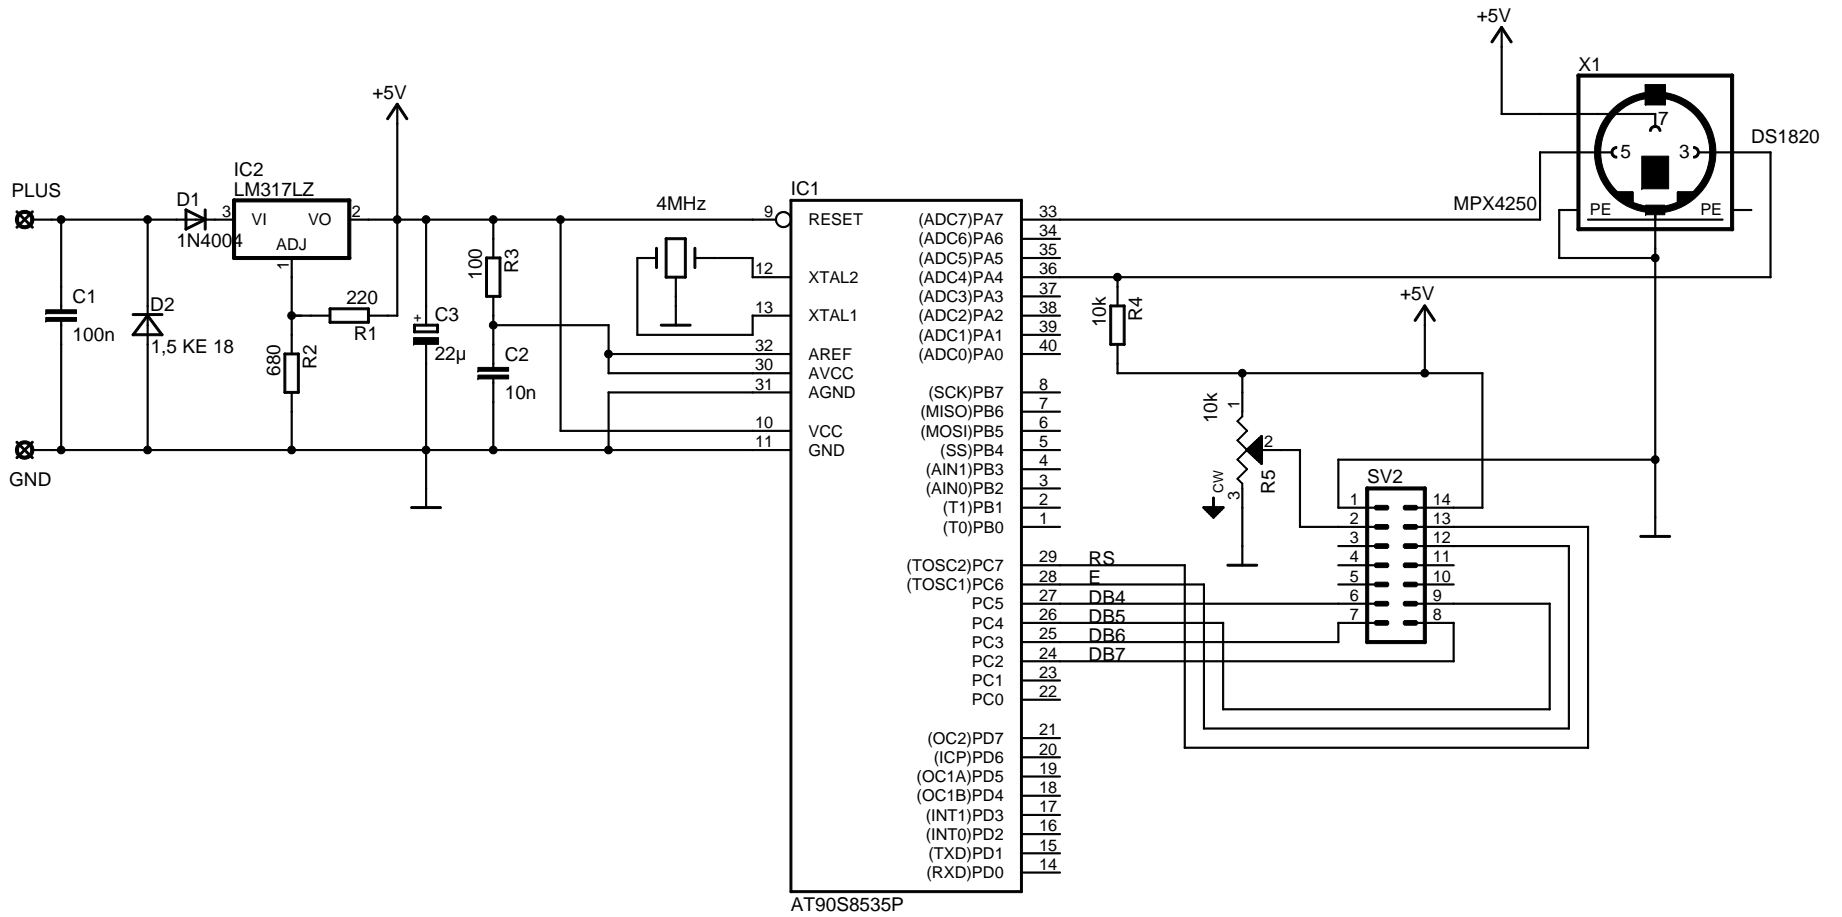 +5V
X1
7
5
3
DS1820
PE
PE
MPX4250
+5V
PLUS
GND
D1
1N4004
IC2
LM317LZ
3
VI
VO
2
ADJ
1
C1
100n
D2
1,5 KE 18
220
R1
680
R2
+
C3
22µ
100
R3
C2
10n
4MHz
IC1
9
RESET
12
XTAL2
13
XTAL1
32
AREF
30
AVCC
31
AGND
10
VCC
11
GND
(ADC7)PA7
33
(ADC6)PA6
34
(ADC5)PA5
35
(ADC4)PA4
36
(ADC3)PA3
37
(ADC2)PA2
38
(ADC1)PA1
39
(ADC0)PA0
40
(SCK)PB7
8
(MISO)PB6
7
(MOSI)PB5
6
(SS)PB4
5
(AIN1)PB3
4
(AIN0)PB2
3
(T1)PB1
2
(T0)PB0
1
(TOSC2)PC7
29
RS
(TOSC1)PC6
28
E
PC5
27
DB4
PC4
26
DB5
PC3
25
DB6
PC2
24
DB7
PC1
23
PC0
22
(OC2)PD7
21
(ICP)PD6
20
(OC1A)PD5
19
(OC1B)PD4
18
(INT1)PD3
17
(INT0)PD2
16
(TXD)PD1
15
(RXD)PD0
14
AT90S8535P
10k
R4
+5V
10k
1
2
3
CW
R5
SV2
1
14
2
13
3
12
4
11
5
10
6
9
7
8